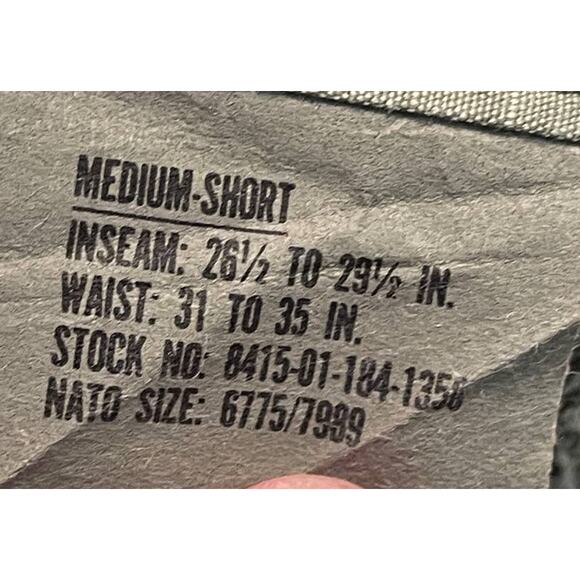 MEDIUM-SHORT
INSEAM: 26½ TO 29½ IN.
WAIST: 31 TO 35 IN.
STOCK NO: 8415-01-184-1350
NATO SIZE: 6775/7989